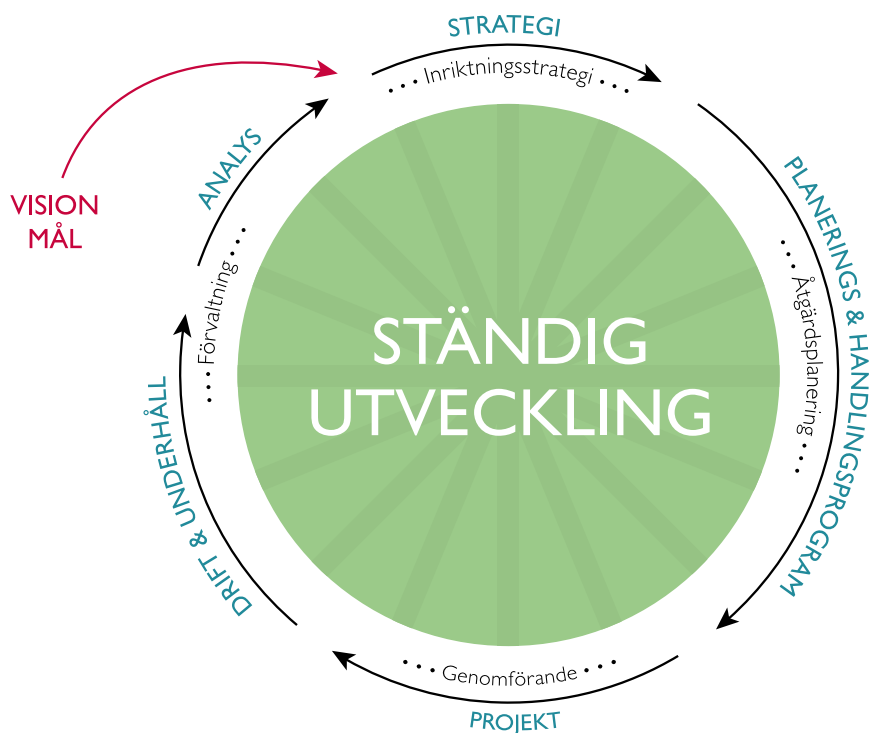 STRATEGI
... Inriktningsstrategi ...
PLANERINGS & HANDLINGSPROGRAM
... Åtgärdsplanering ...
ANALYS
VISION
MÅL
... Förvaltning ...
STÄNDIG
UTVECKLING
DRIFT & UNDERHÅLL
... Genomförande ...
PROJEKT